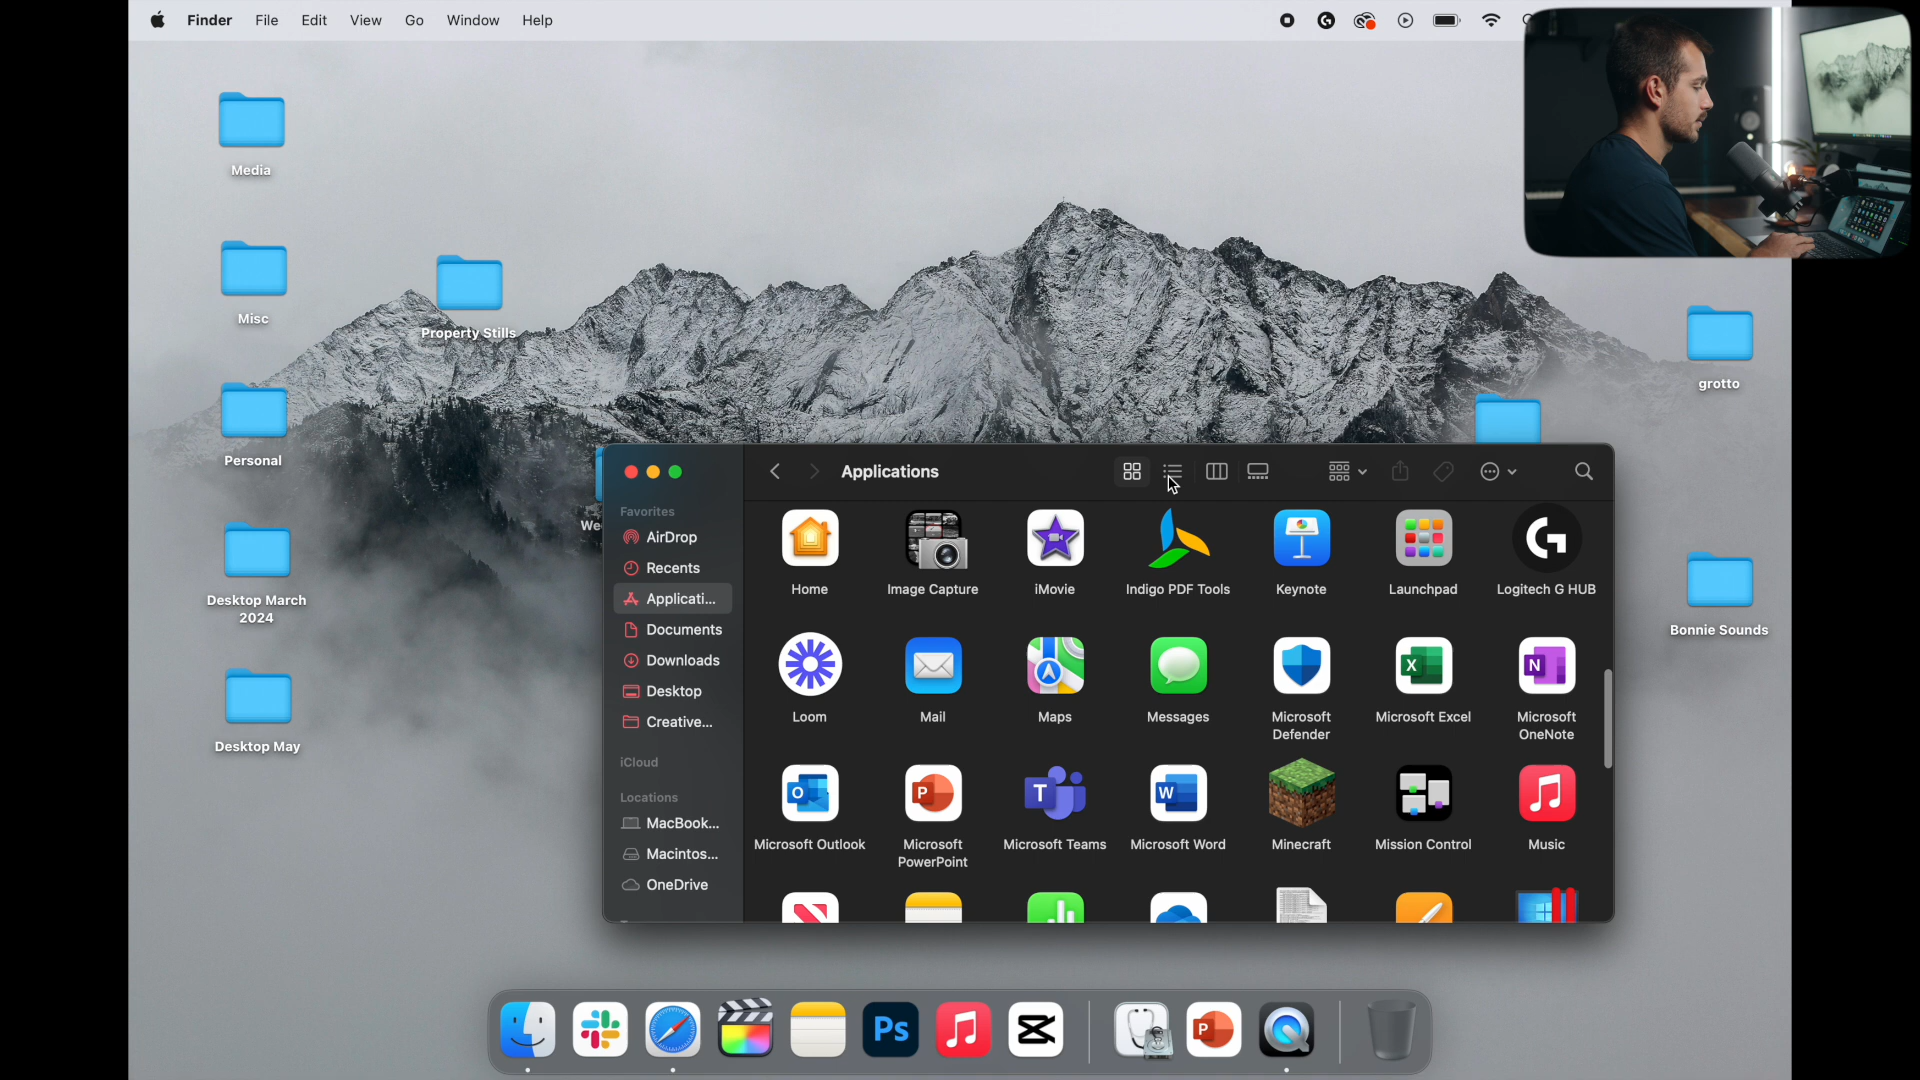 Finder File Edit View Go Window Help
Media
Misc
Property Stills
Personal
Desktop March
2024
Desktop May
grotto
Bonnie Sounds
Applications
Favorites
AirDrop
Recents
Applicati...
Documents
Downloads
Desktop
Creative...
iCloud
Locations
MacBook...
Macintos...
OneDrive
Home
Image Capture
iMovie
Indigo PDF Tools
Keynote
Launchpad
Logitech G HUB
Loom
Mail
Maps
Messages
Microsoft
Defender
Microsoft Excel
Microsoft
OneNote
Microsoft Outlook
Microsoft
PowerPoint
Microsoft Teams
Microsoft Word
Minecraft
Mission Control
Music
X
N
O
P
T
W
Ps
P